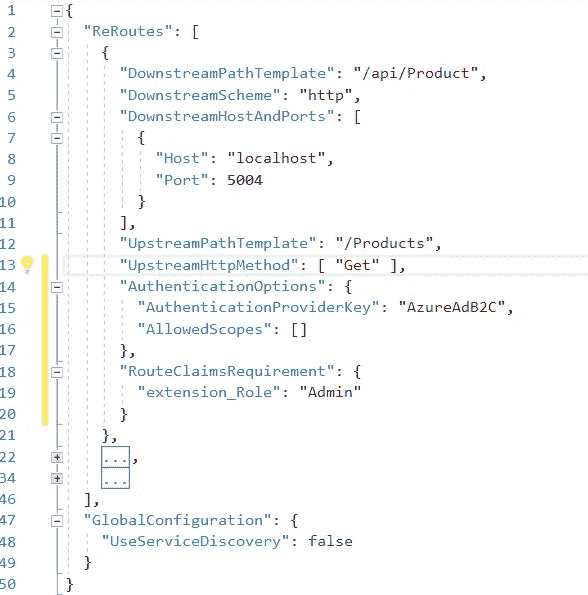 1 {
2   "ReRoutes": [
3     {
4       "DownstreamPathTemplate": "/api/Product",
5       "DownstreamScheme": "http",
6       "DownstreamHostAndPorts": [
7         {
8           "Host": "localhost",
9           "Port": 5004
10         }
11       ],
12       "UpstreamPathTemplate": "/Products",
13       "UpstreamHttpMethod": [ "Get" ],
14       "AuthenticationOptions": {
15         "AuthenticationProviderKey": "AzureAdB2C",
16         "AllowedScopes": []
17       },
18       "RouteClaimsRequirement": {
19         "extension_Role": "Admin"
20       }
21     },
22     ...,
34     ...
46   ],
47   "GlobalConfiguration": {
48     "UseServiceDiscovery": false
49   }
50 }